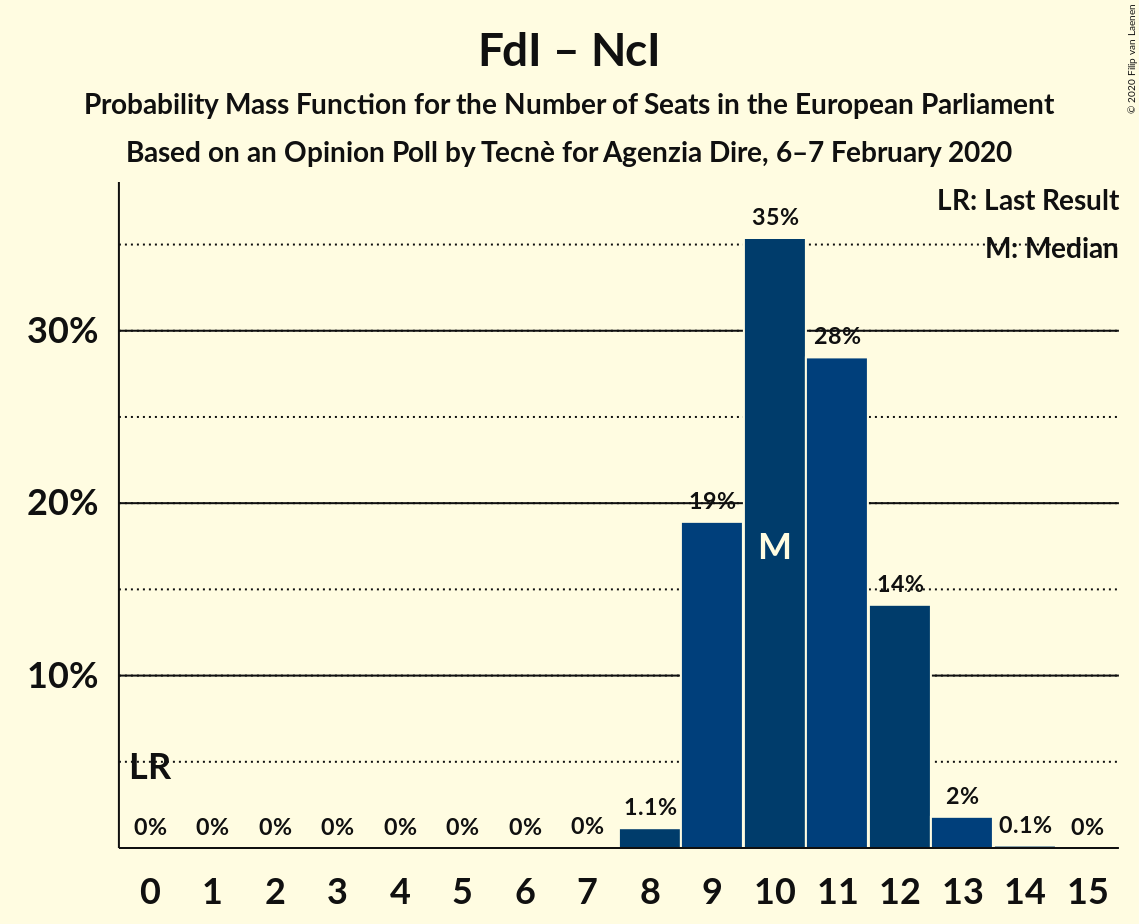 FdI – NcI
Probability Mass Function for the Number of Seats in the European Parliament
Based on an Opinion Poll by Tecnè for Agenzia Dire, 6–7 February 2020
© 2020 Filip van Laenen
LR: Last Result
M: Median
30%
20%
10%
LR
M
0% 0% 0% 0% 0% 0% 0% 0% 1.1% 19% 35% 28% 14% 2% 0.1% 0%
0 1 2 3 4 5 6 7 8 9 10 11 12 13 14 15